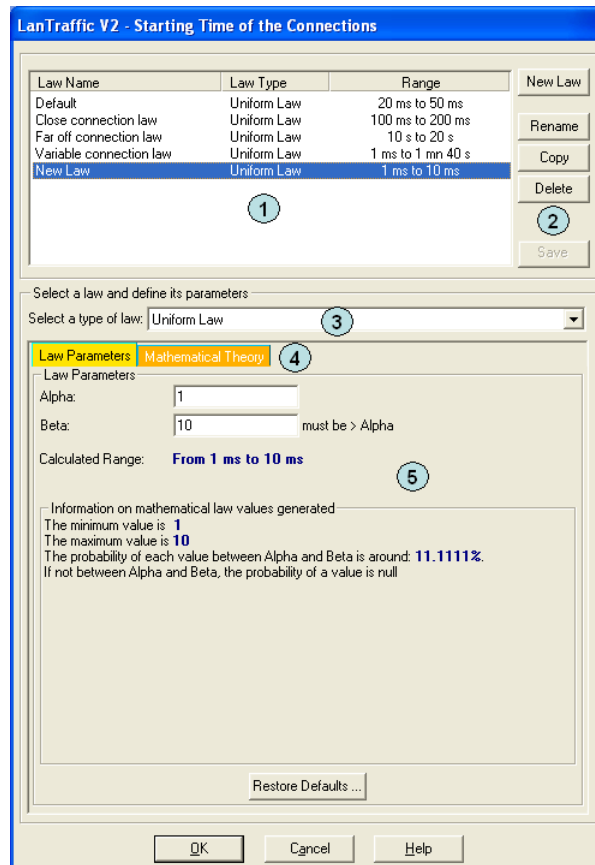 LanTraffic V2 - Starting Time of the Connections
Law Name Law Type Range
Default Uniform Law 20 ms to 50 ms
Close connection law Uniform Law 100 ms to 200 ms
Far off connection law Uniform Law 10 s to 20 s
Variable connection law Uniform Law 1 ms to 1 mn 40 s
New Law Uniform Law 1 ms to 10 ms
1
New Law
Rename
Copy
Delete
2
Save
Select a law and define its parameters
Select a type of law: Uniform Law 3
Law Parameters Mathematical Theory 4
Law Parameters
Alpha: 1
Beta: 10 must be > Alpha
Calculated Range: From 1 ms to 10 ms
5
Information on mathematical law values generated
The minimum value is 1
The maximum value is 10
The probability of each value between Alpha and Beta is around: 11.1111%.
If not between Alpha and Beta, the probability of a value is null
Restore Defaults ...
OK Cancel Help